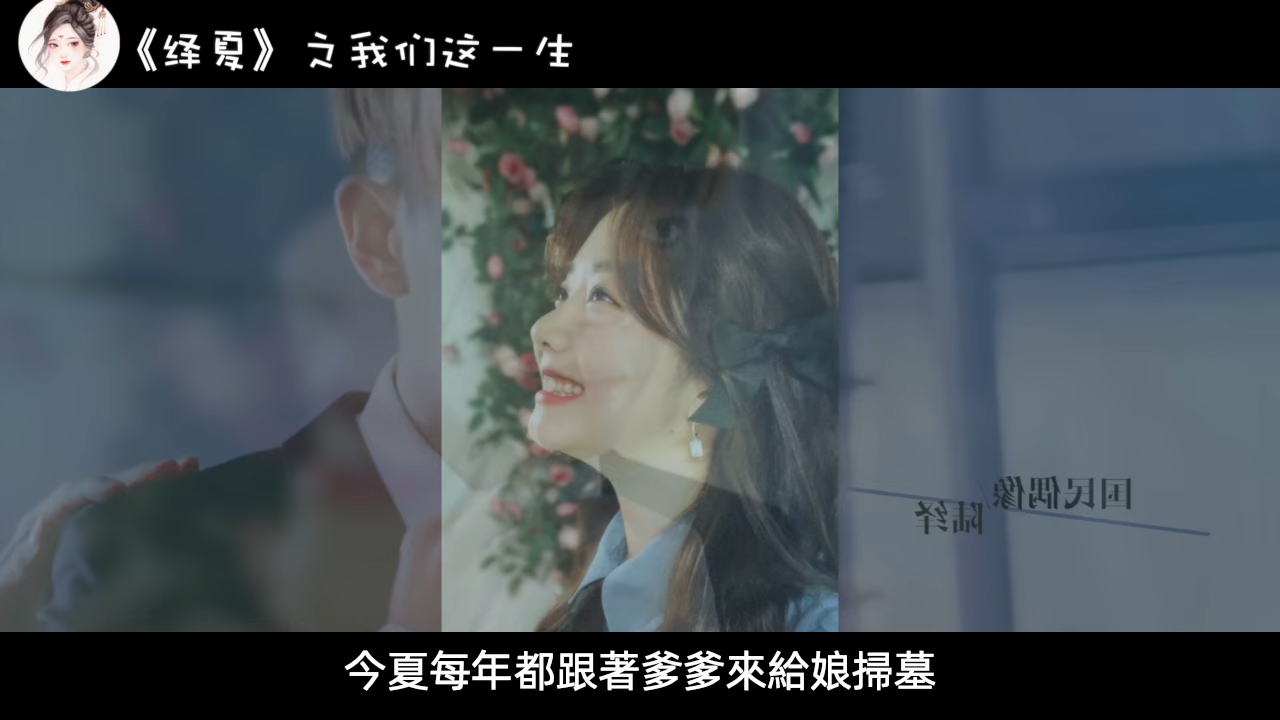 《绎夏》之我们这一生
国民偶像
陆绎
今夏每年都跟著爹爹來給娘掃墓